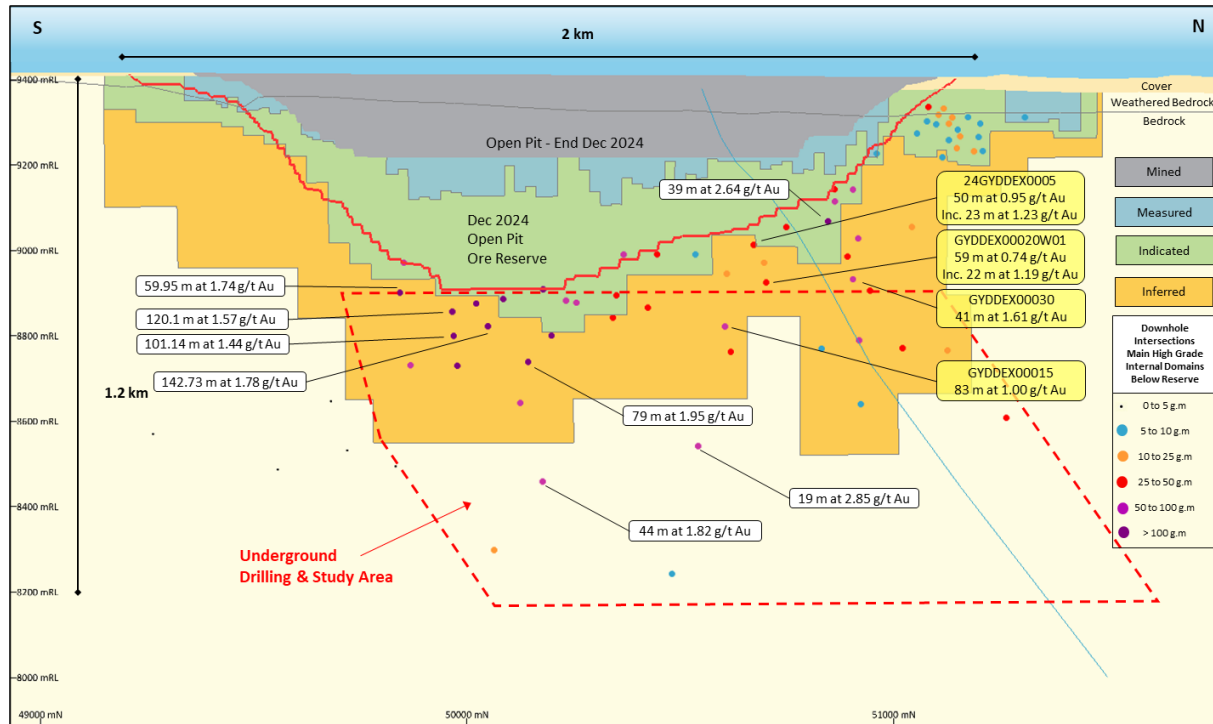 S
N
2 km
9400 mRL
Cover
Weathered Bedrock
Bedrock
Open Pit - End Dec 2024
9200 mRL
Mined
39 m at 2.64 g/t Au
24GYDDEX0005
50 m at 0.95 g/t Au
Inc. 23 m at 1.23 g/t Au
Measured
Dec 2024
Open Pit
Ore Reserve
9000 mRL
GYDDEX00020W01
59 m at 0.74 g/t Au
Inc. 22 m at 1.19 g/t Au
Indicated
59.95 m at 1.74 g/t Au
GYDDEX00030
41 m at 1.61 g/t Au
Inferred
120.1 m at 1.57 g/t Au
8800 mRL
101.14 m at 1.44 g/t Au
142.73 m at 1.78 g/t Au
1.2 km
GYDDEX00015
83 m at 1.00 g/t Au
79 m at 1.95 g/t Au
Downhole
Intersections
Main High Grade
Internal Domains
Below Reserve
0 to 5 g.m
5 to 10 g.m
10 to 25 g.m
25 to 50 g.m
50 to 100 g.m
> 100 g.m
8600 mRL
19 m at 2.85 g/t Au
44 m at 1.82 g/t Au
8400 mRL
Underground
Drilling & Study Area
8200 mRL
8000 mRL
49000 mN
50000 mN
51000 mN